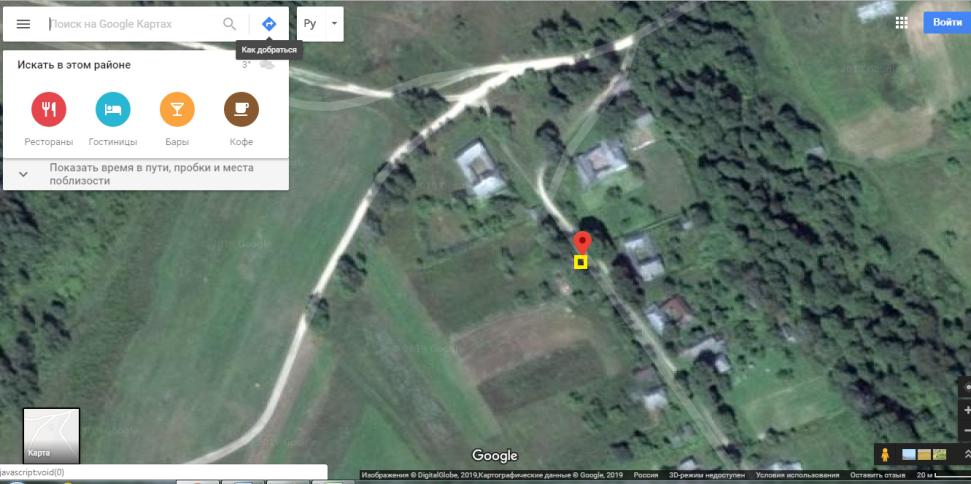 Поиск на Google Картах
Ру
Войти
Как добраться
Искать в этом районе
3°
Рестораны
Гостиницы
Бары
Кофе
Показать время в пути, пробки и места
поблизости
Карта
Google
javascript:void(0)
Изображения © DigitalGlobe, 2019,Картографические данные © Google, 2019 Россия 3D-режим недоступен Условия использования Оставить отзыв 20 м